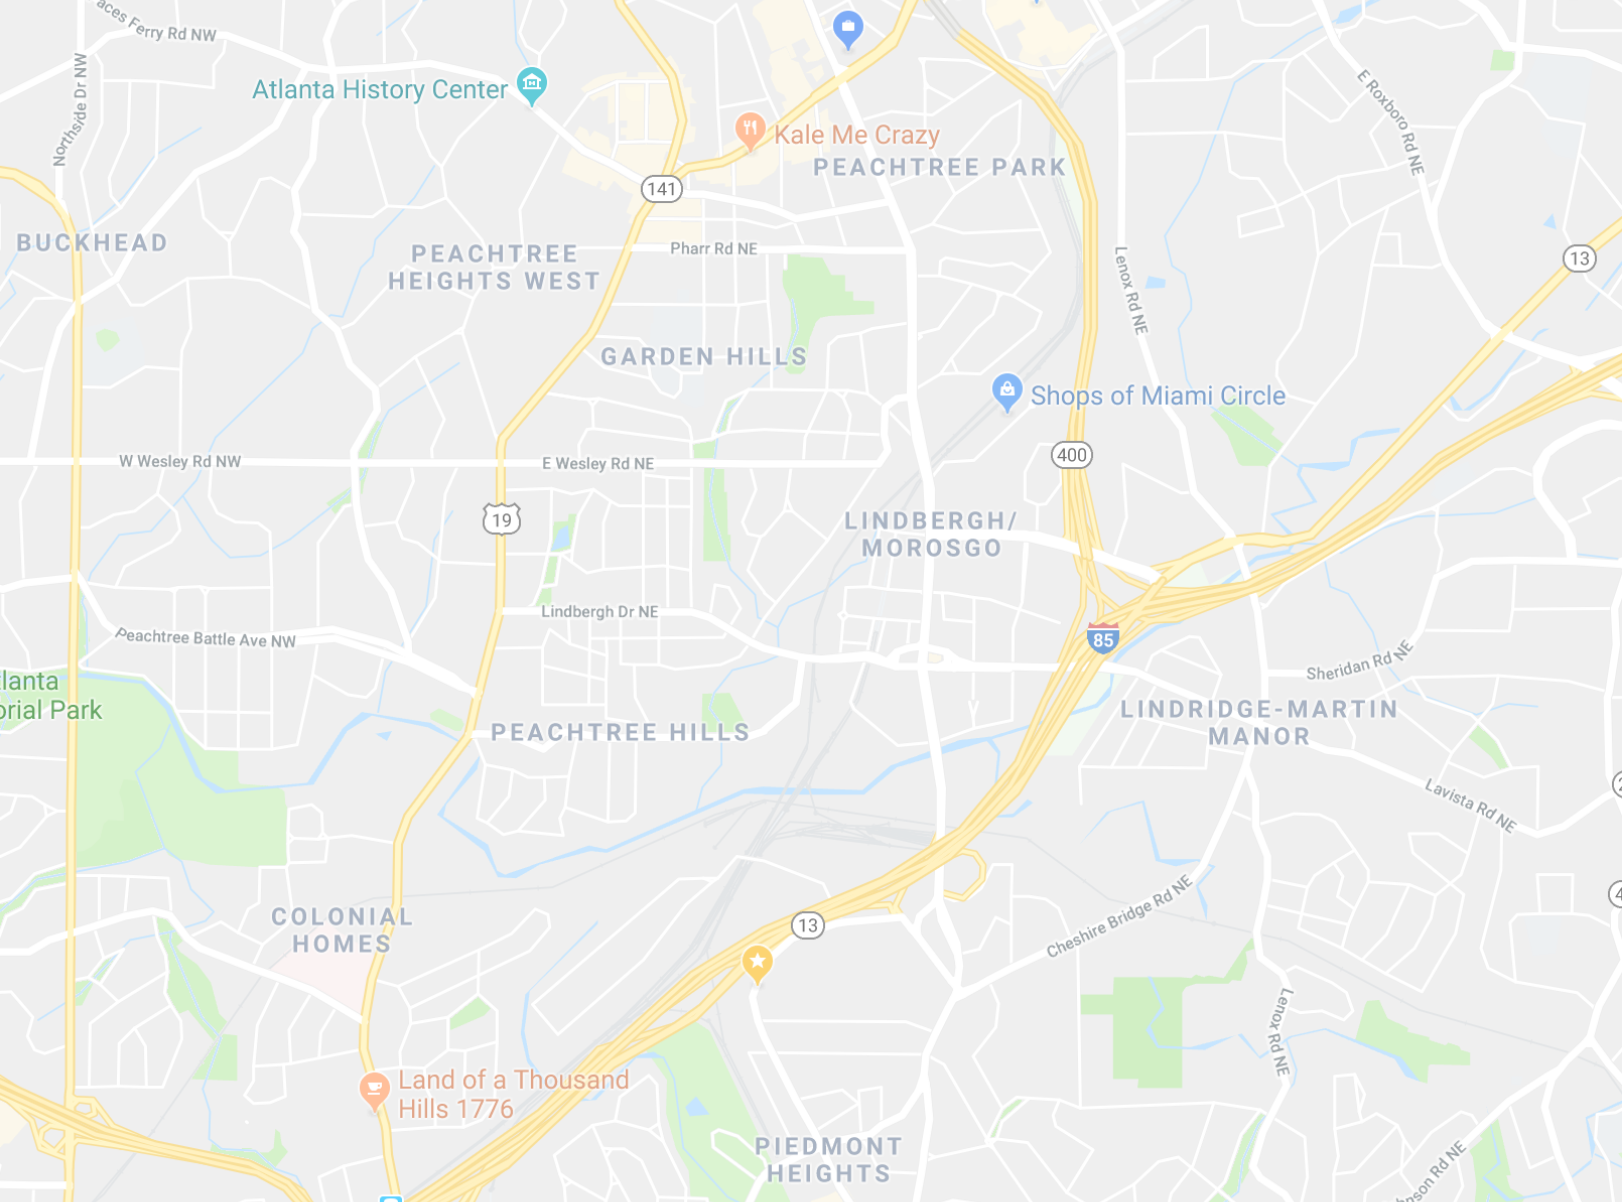 aces Ferry Rd NW
Northside Dr NW
Atlanta History Center
Kale Me Crazy
PEACHTREE PARK
E Roxboro Rd NE
141
BUCKHEAD
PEACHTREE
HEIGHTS WEST
Pharr Rd NE
Lenox Rd NE
13
GARDEN HILLS
Shops of Miami Circle
W Wesley Rd NW
E Wesley Rd NE
400
19
LINDBERGH/
MOROSGO
Lindbergh Dr NE
Peachtree Battle Ave NW
85
Sheridan Rd NE
lanta
orial Park
LINDRIDGE-MARTIN
MANOR
PEACHTREE HILLS
2
Lavista Rd NE
4
Cheshire Bridge Rd NE
COLONIAL
HOMES
13
Lenox Rd NE
Land of a Thousand
Hills 1776
PIEDMONT
HEIGHTS
nson Rd NE